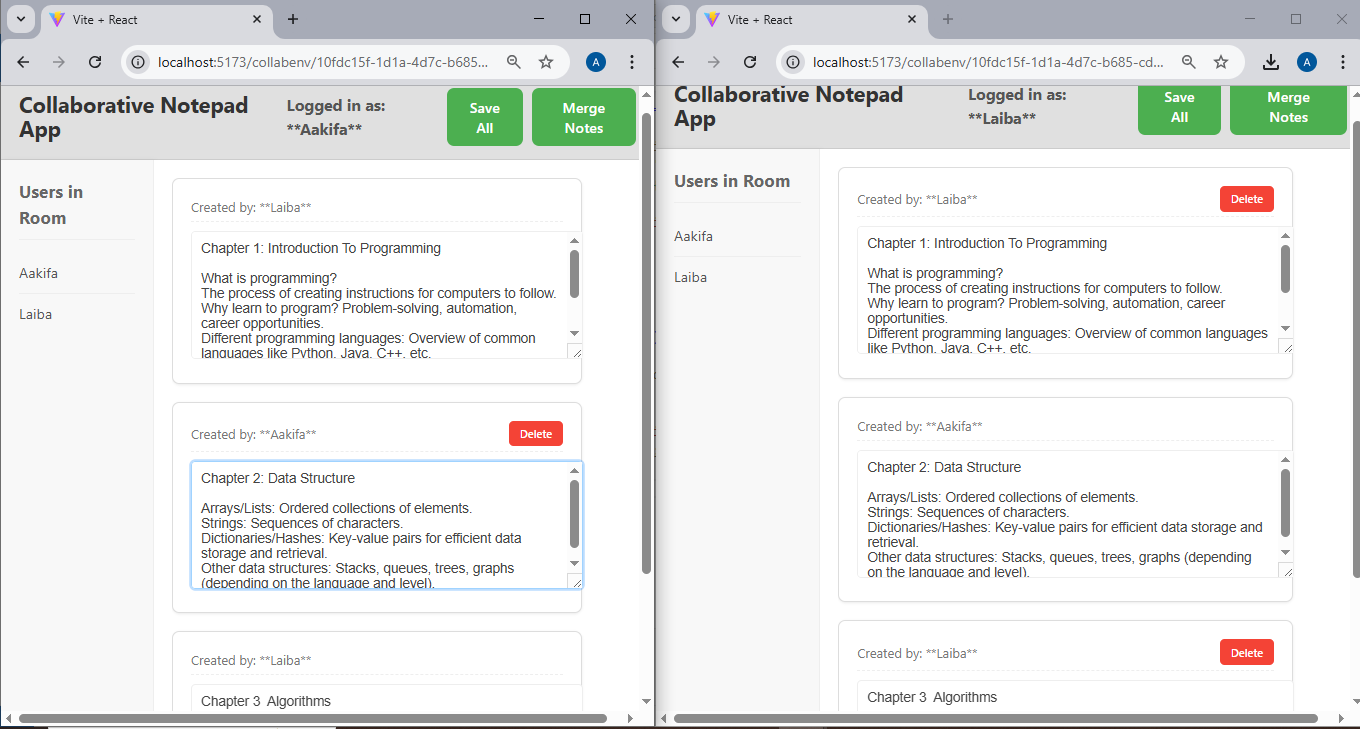 Vite + React
localhost:5173/collabenv/10fdc15f-1d1a-4d7c-b685...
A
Collaborative Notepad
App
Logged in as:
**Aakifa**
Save
All
Merge
Notes
Users in
Room
Aakifa
Laiba
Created by: **Laiba**
Chapter 1: Introduction To Programming
What is programming?
The process of creating instructions for computers to follow.
Why learn to program? Problem-solving, automation,
career opportunities.
Different programming languages: Overview of common
languages like Python, Java, C++, etc.
Created by: **Aakifa**
Delete
Chapter 2: Data Structure
Arrays/Lists: Ordered collections of elements.
Strings: Sequences of characters.
Dictionaries/Hashes: Key-value pairs for efficient data
storage and retrieval.
Other data structures: Stacks, queues, trees, graphs
(depending on the language and level).
Created by: **Laiba**
Chapter 3  Algorithms
Vite + React
localhost:5173/collabenv/10fdc15f-1d1a-4d7c-b685-cd...
A
Collaborative Notepad
App
Logged in as:
**Laiba**
Save
All
Merge
Notes
Users in Room
Aakifa
Laiba
Created by: **Laiba**
Delete
Chapter 1: Introduction To Programming
What is programming?
The process of creating instructions for computers to follow.
Why learn to program? Problem-solving, automation, career
opportunities.
Different programming languages: Overview of common languages
like Python, Java, C++, etc.
Created by: **Aakifa**
Chapter 2: Data Structure
Arrays/Lists: Ordered collections of elements.
Strings: Sequences of characters.
Dictionaries/Hashes: Key-value pairs for efficient data storage and
retrieval.
Other data structures: Stacks, queues, trees, graphs (depending
on the language and level).
Created by: **Laiba**
Delete
Chapter 3  Algorithms